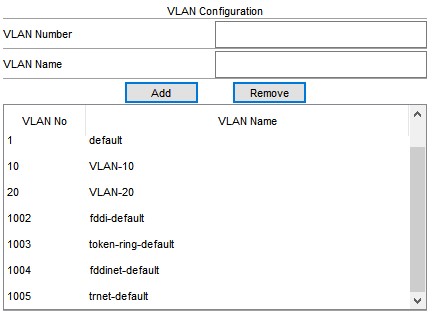 VLAN Configuration
VLAN Number
VLAN Name
Add Remove
VLAN No VLAN Name
1 default
10 VLAN-10
20 VLAN-20
1002 fddi-default
1003 token-ring-default
1004 fddinet-default
1005 trnet-default